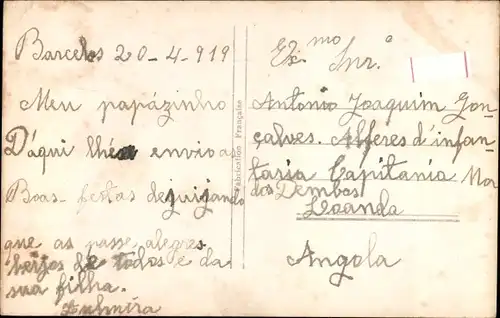 Barcelos 20-4-919
Meu papázinho
D'aqui lhe envio as
Boas-festas desejando
que as passe alegres
beijos de todos e da
sua filha.
Ex.mo Snr.
Antonio Joaquim Gon-
çalves. Alferes d'infan-
taria Capitania Mo
dos Dembos
Loanda
Angola
Fabrication Française